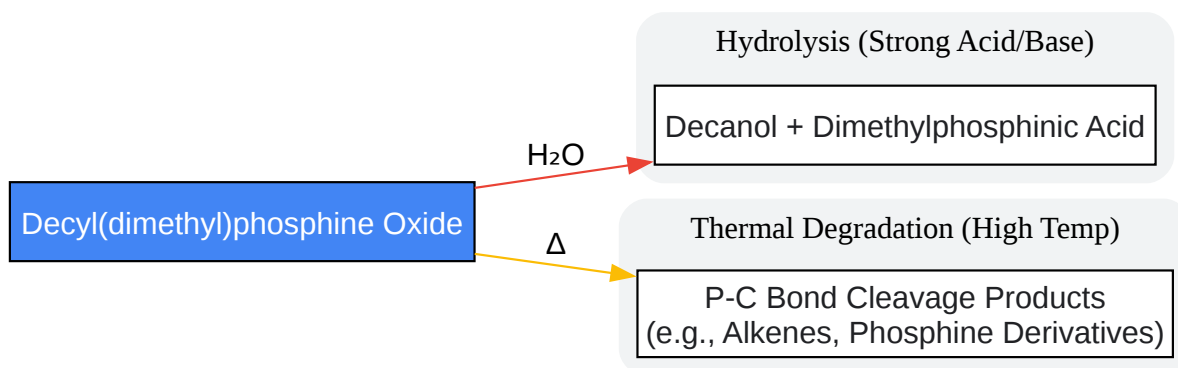 Hydrolysis (Strong Acid/Base)
Decanol + Dimethylphosphinic Acid
H₂O
Decyl(dimethyl)phosphine Oxide
Δ
Thermal Degradation (High Temp)
P-C Bond Cleavage Products
(e.g., Alkenes, Phosphine Derivatives)